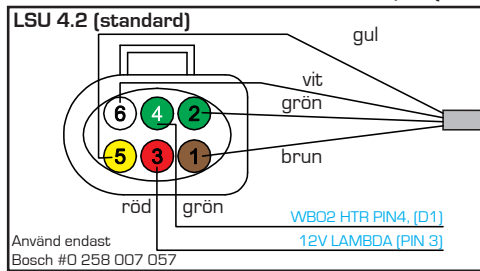 LSU 4.2 (standard)
gul
vit
grön
6 4 2
5 3 1
brun
röd grön
WBO2 HTR PIN4, (D1)
12V LAMBDA (PIN 3)
Använd endast
Bosch #0 258 007 057